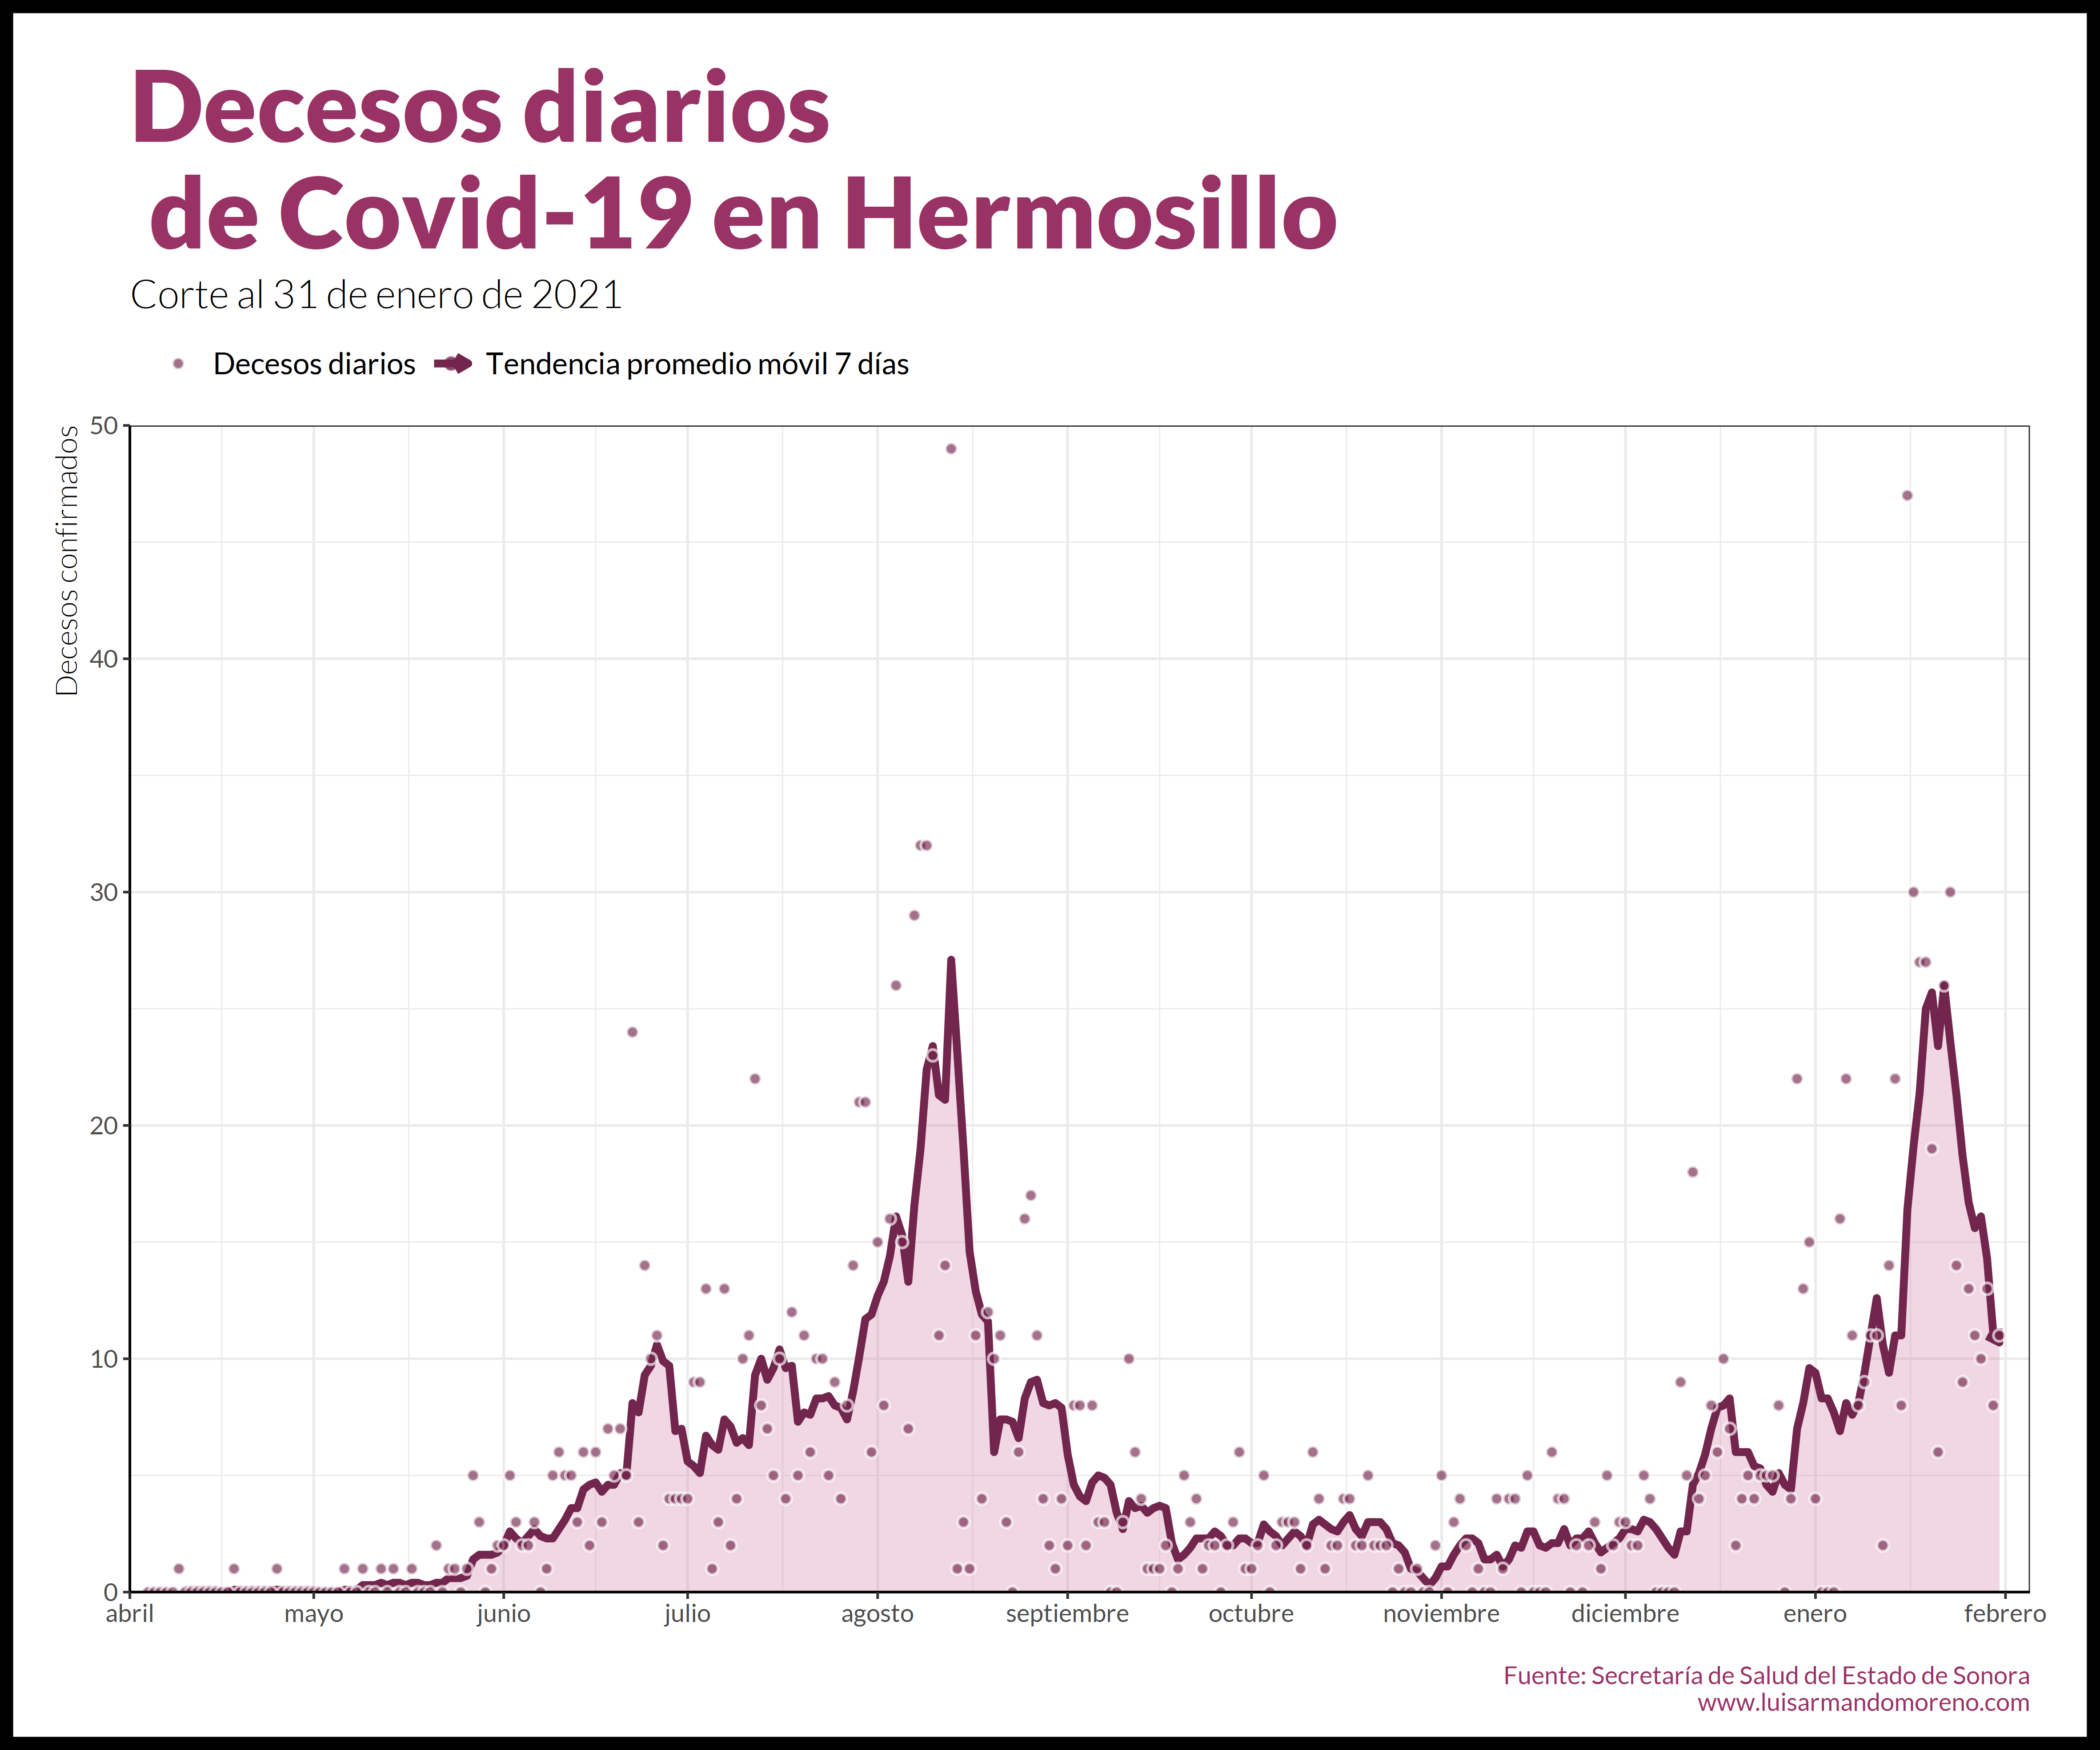 Decesos diarios
de Covid-19 en Hermosillo
Corte al 31 de enero de 2021
Decesos diarios Tendencia promedio móvil 7 días
Decesos confirmados
50
40
30
20
10
0
abril mayo junio julio agosto septiembre octubre noviembre diciembre enero febrero
Fuente: Secretaría de Salud del Estado de Sonora
www.luisarmandomoreno.com